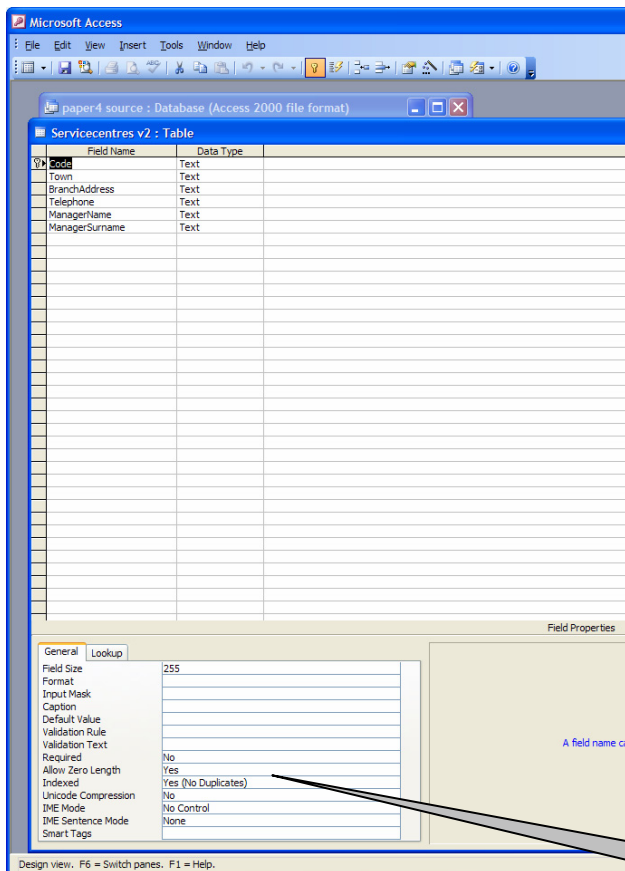 Microsoft Access
File Edit View Insert Tools Window Help
paper4 source : Database (Access 2000 file format)
Servicecentres v2 : Table
Field Name Data Type
Code Text
Town Text
BranchAddress Text
Telephone Text
ManagerName Text
ManagerSurname Text
Field Properties
General Lookup
Field Size 255
Format
Input Mask
Caption
Default Value
Validation Rule
Validation Text
Required No
Allow Zero Length Yes
Indexed Yes (No Duplicates)
Unicode Compression No
IME Mode No Control
IME Sentence Mode None
Smart Tags
A field name ca
Design view. F6 = Switch panes. F1 = Help.